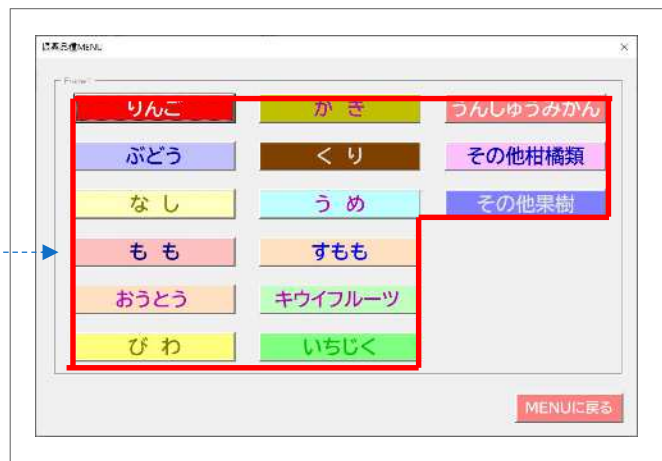 りんご
ぶどう
なし
もも
おうとう
びわ
かき
くり
うめ
すもも
キウイフルーツ
いちじく
うんしゅうみかん
その他柑橘類
その他果樹
MENUに戻る